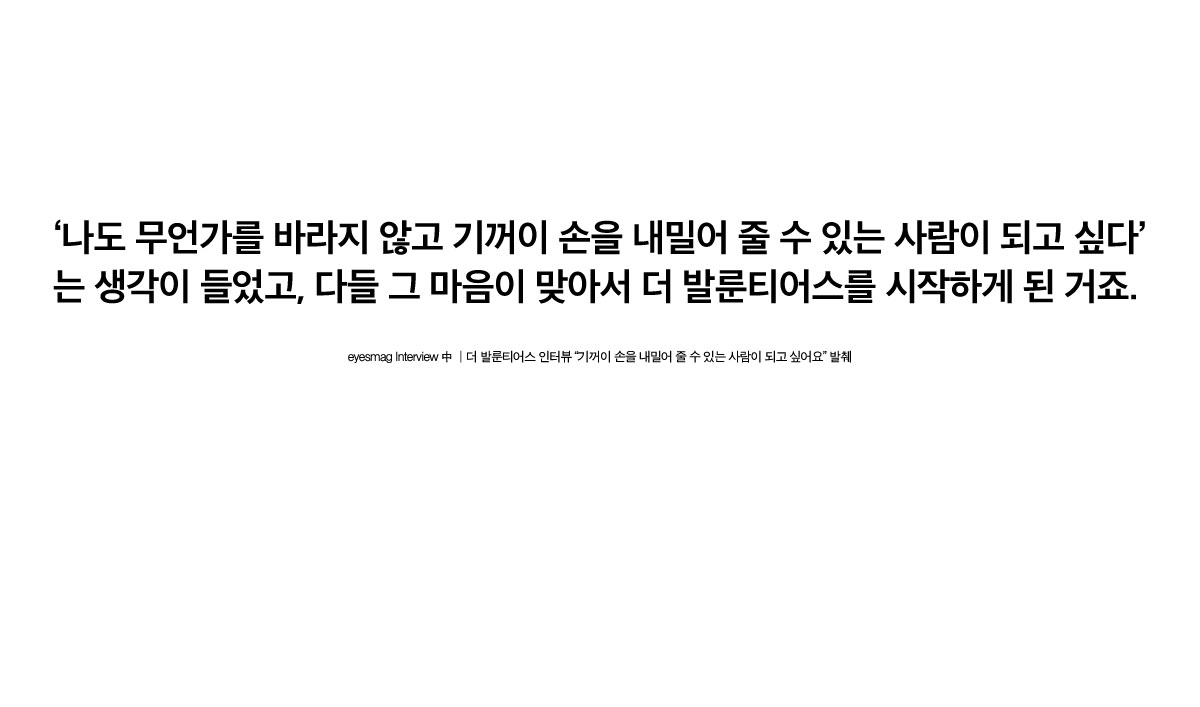 ‘나도 무언가를 바라지 않고 기꺼이 손을 내밀어 줄 수 있는 사람이 되고 싶다’
는 생각이 들었고, 다들 그 마음이 맞아서 더 발룬티어스를 시작하게 된 거죠.
eyesmag Interview 中 | 더 발룬티어스 인터뷰 “기꺼이 손을 내밀어 줄 수 있는 사람이 되고 싶어요” 발췌